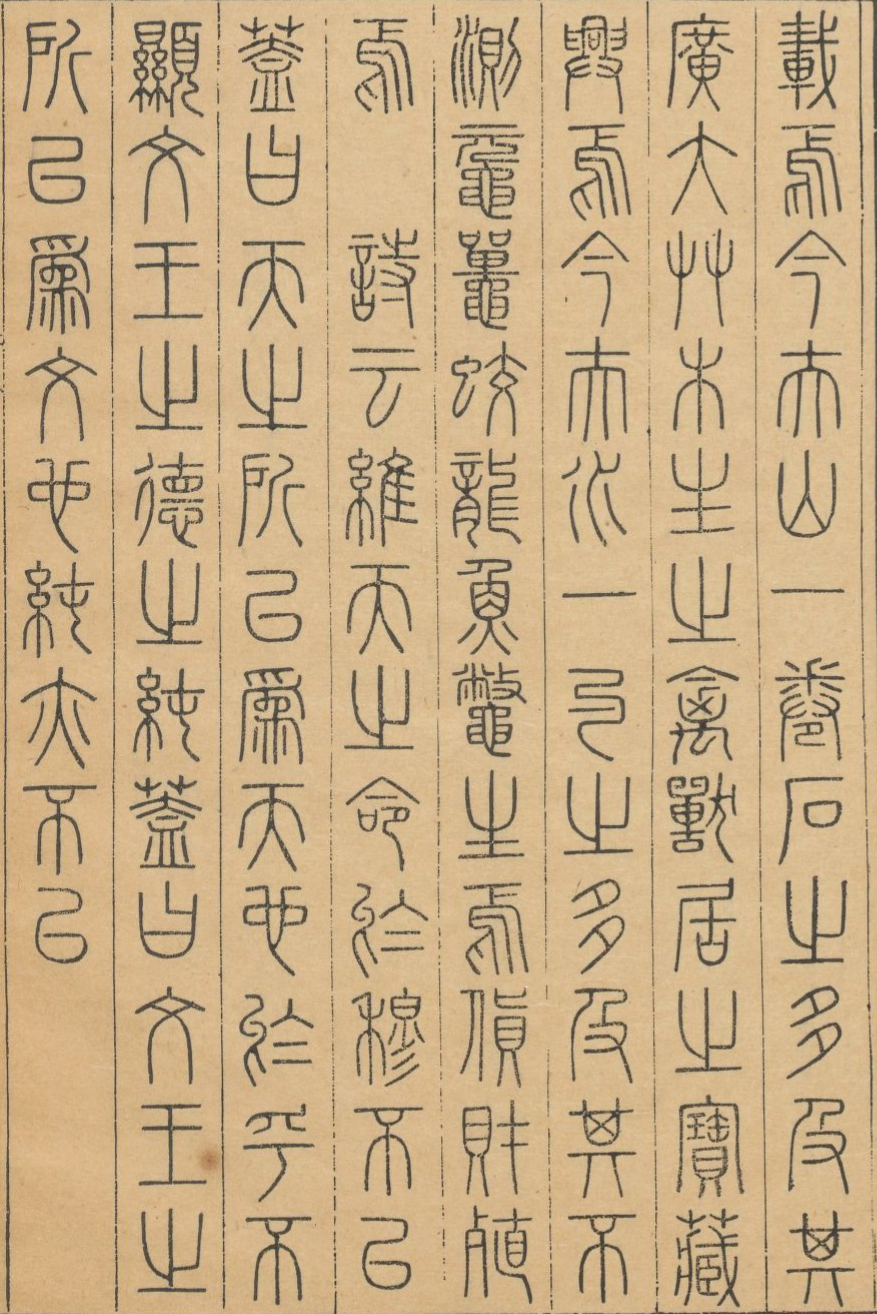 載焉今夫山一卷石之多及其
廣大艸木生之禽獸居之寶藏
興焉今夫水一勺之多及其不
測黿鼉蛟龍魚鼈生焉貨財殖
焉　詩云維天之命於穆不已
蓋曰天之所以爲天也於乎不
顯文王之德之純蓋曰文王之
所以爲文也純亦不已